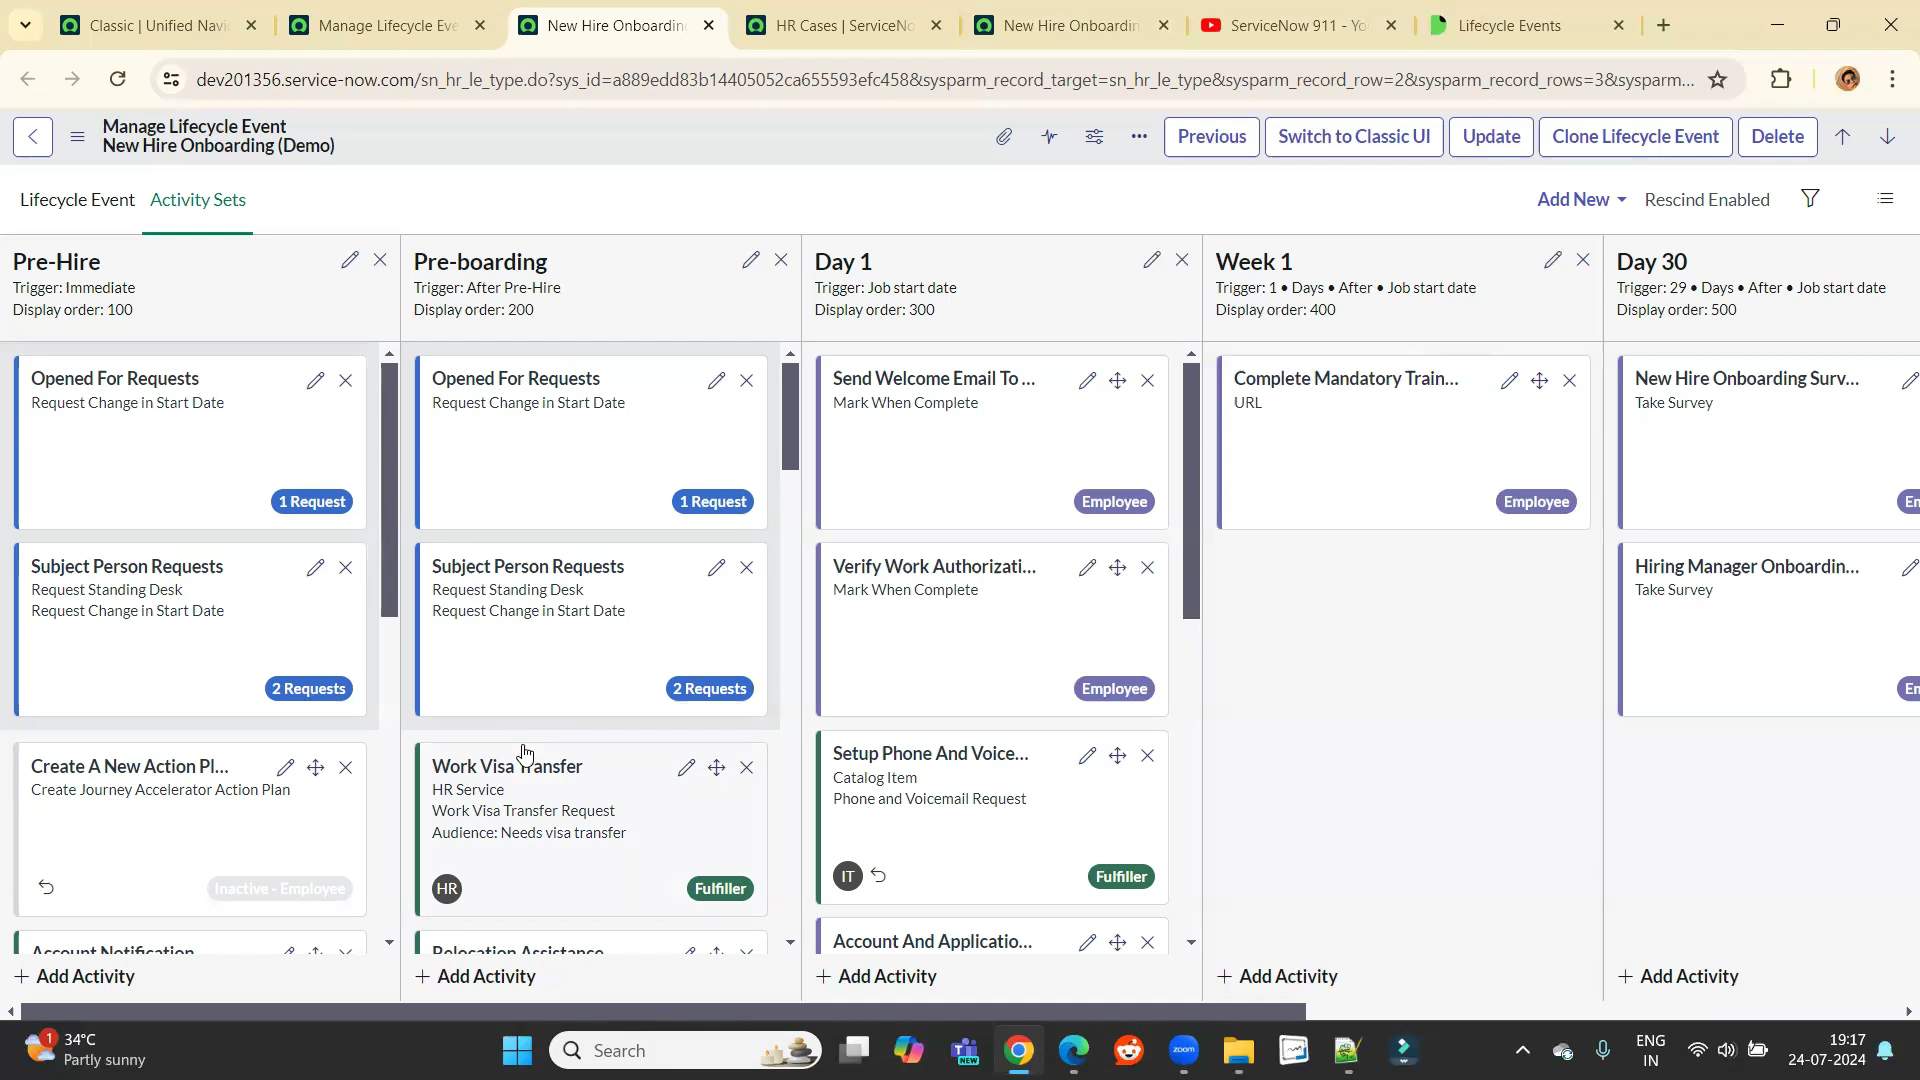 Classic | Unified Navi
Manage Lifecycle Eve
New Hire Onboardin
HR Cases | ServiceNo
New Hire Onboardin
ServiceNow 911 - Yo
Lifecycle Events
dev201356.service-now.com/sn_hr_le_type.do?sys_id=a889edd83b14405052ca655593efc458&sysparm_record_target=sn_hr_le_type&sysparm_record_row=2&sysparm_record_rows=3&sysparm...
Manage Lifecycle Event
New Hire Onboarding (Demo)
Previous
Switch to Classic UI
Update
Clone Lifecycle Event
Delete
Lifecycle Event
Activity Sets
Add New
Rescind Enabled
Pre-Hire
Trigger: Immediate
Display order: 100
Opened For Requests
Request Change in Start Date
1 Request
Subject Person Requests
Request Standing Desk
Request Change in Start Date
2 Requests
Create A New Action Pl...
Create Journey Accelerator Action Plan
Inactive - Employee
Account Notification
+ Add Activity
Pre-boarding
Trigger: After Pre-Hire
Display order: 200
Opened For Requests
Request Change in Start Date
1 Request
Subject Person Requests
Request Standing Desk
Request Change in Start Date
2 Requests
Work Visa Transfer
HR Service
Work Visa Transfer Request
Audience: Needs visa transfer
HR
Fulfiller
Relocation Assistance
+ Add Activity
Day 1
Trigger: Job start date
Display order: 300
Send Welcome Email To ...
Mark When Complete
Employee
Verify Work Authorizati...
Mark When Complete
Employee
Setup Phone And Voice...
Catalog Item
Phone and Voicemail Request
IT
Fulfiller
Account And Applicatio...
+ Add Activity
Week 1
Trigger: 1 • Days • After • Job start date
Display order: 400
Complete Mandatory Train...
URL
Employee
+ Add Activity
Day 30
Trigger: 29 • Days • After • Job start date
Display order: 500
New Hire Onboarding Surv...
Take Survey
En
Hiring Manager Onboardin...
Take Survey
En
+ Add Activity
1
34°C
Partly sunny
Search
NEW
zoom
ENG
IN
19:17
24-07-2024